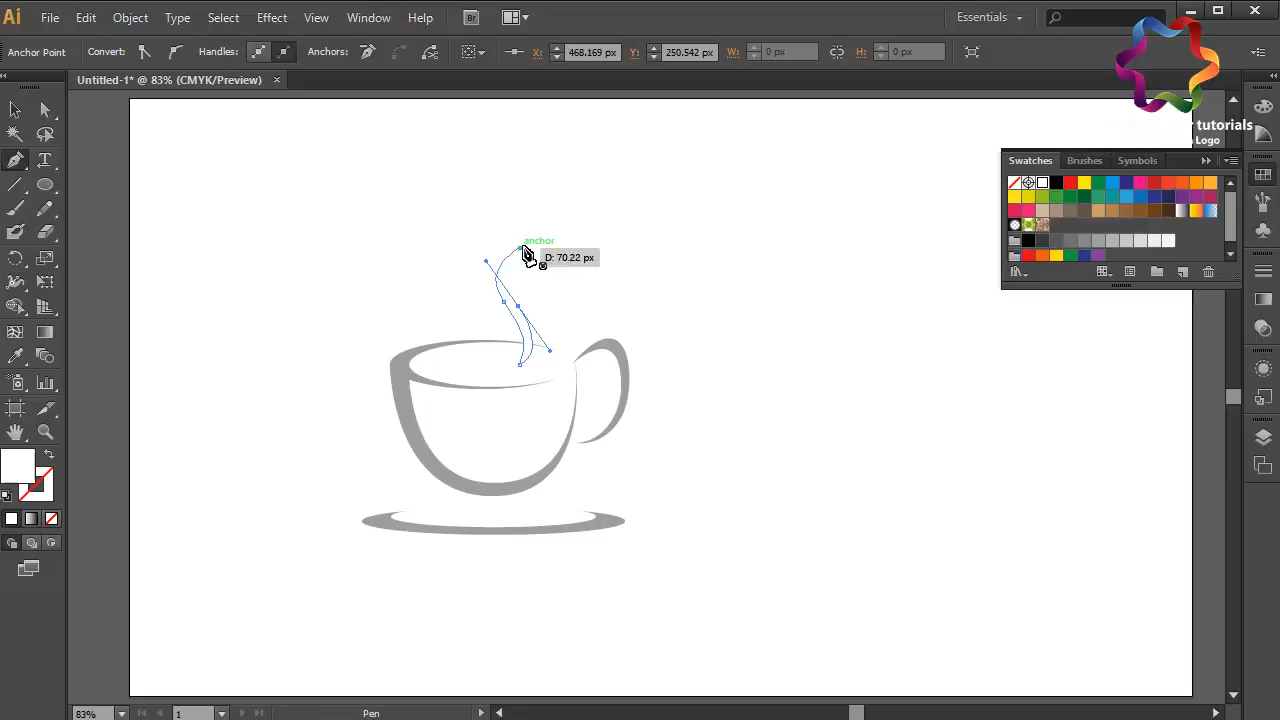 Ai File Edit Object Type Select Effect View Window Help Br Essentials
Anchor Point Convert: Handles: Anchors: X: 468.169 px Y: 250.542 px W: 0 px H: 0 px
Untitled-1* @ 83% (CMYK/Preview) ×
tutorials
Logo
Swatches Brushes Symbols
anchor
D: 70.22 px
83% 1 Pen